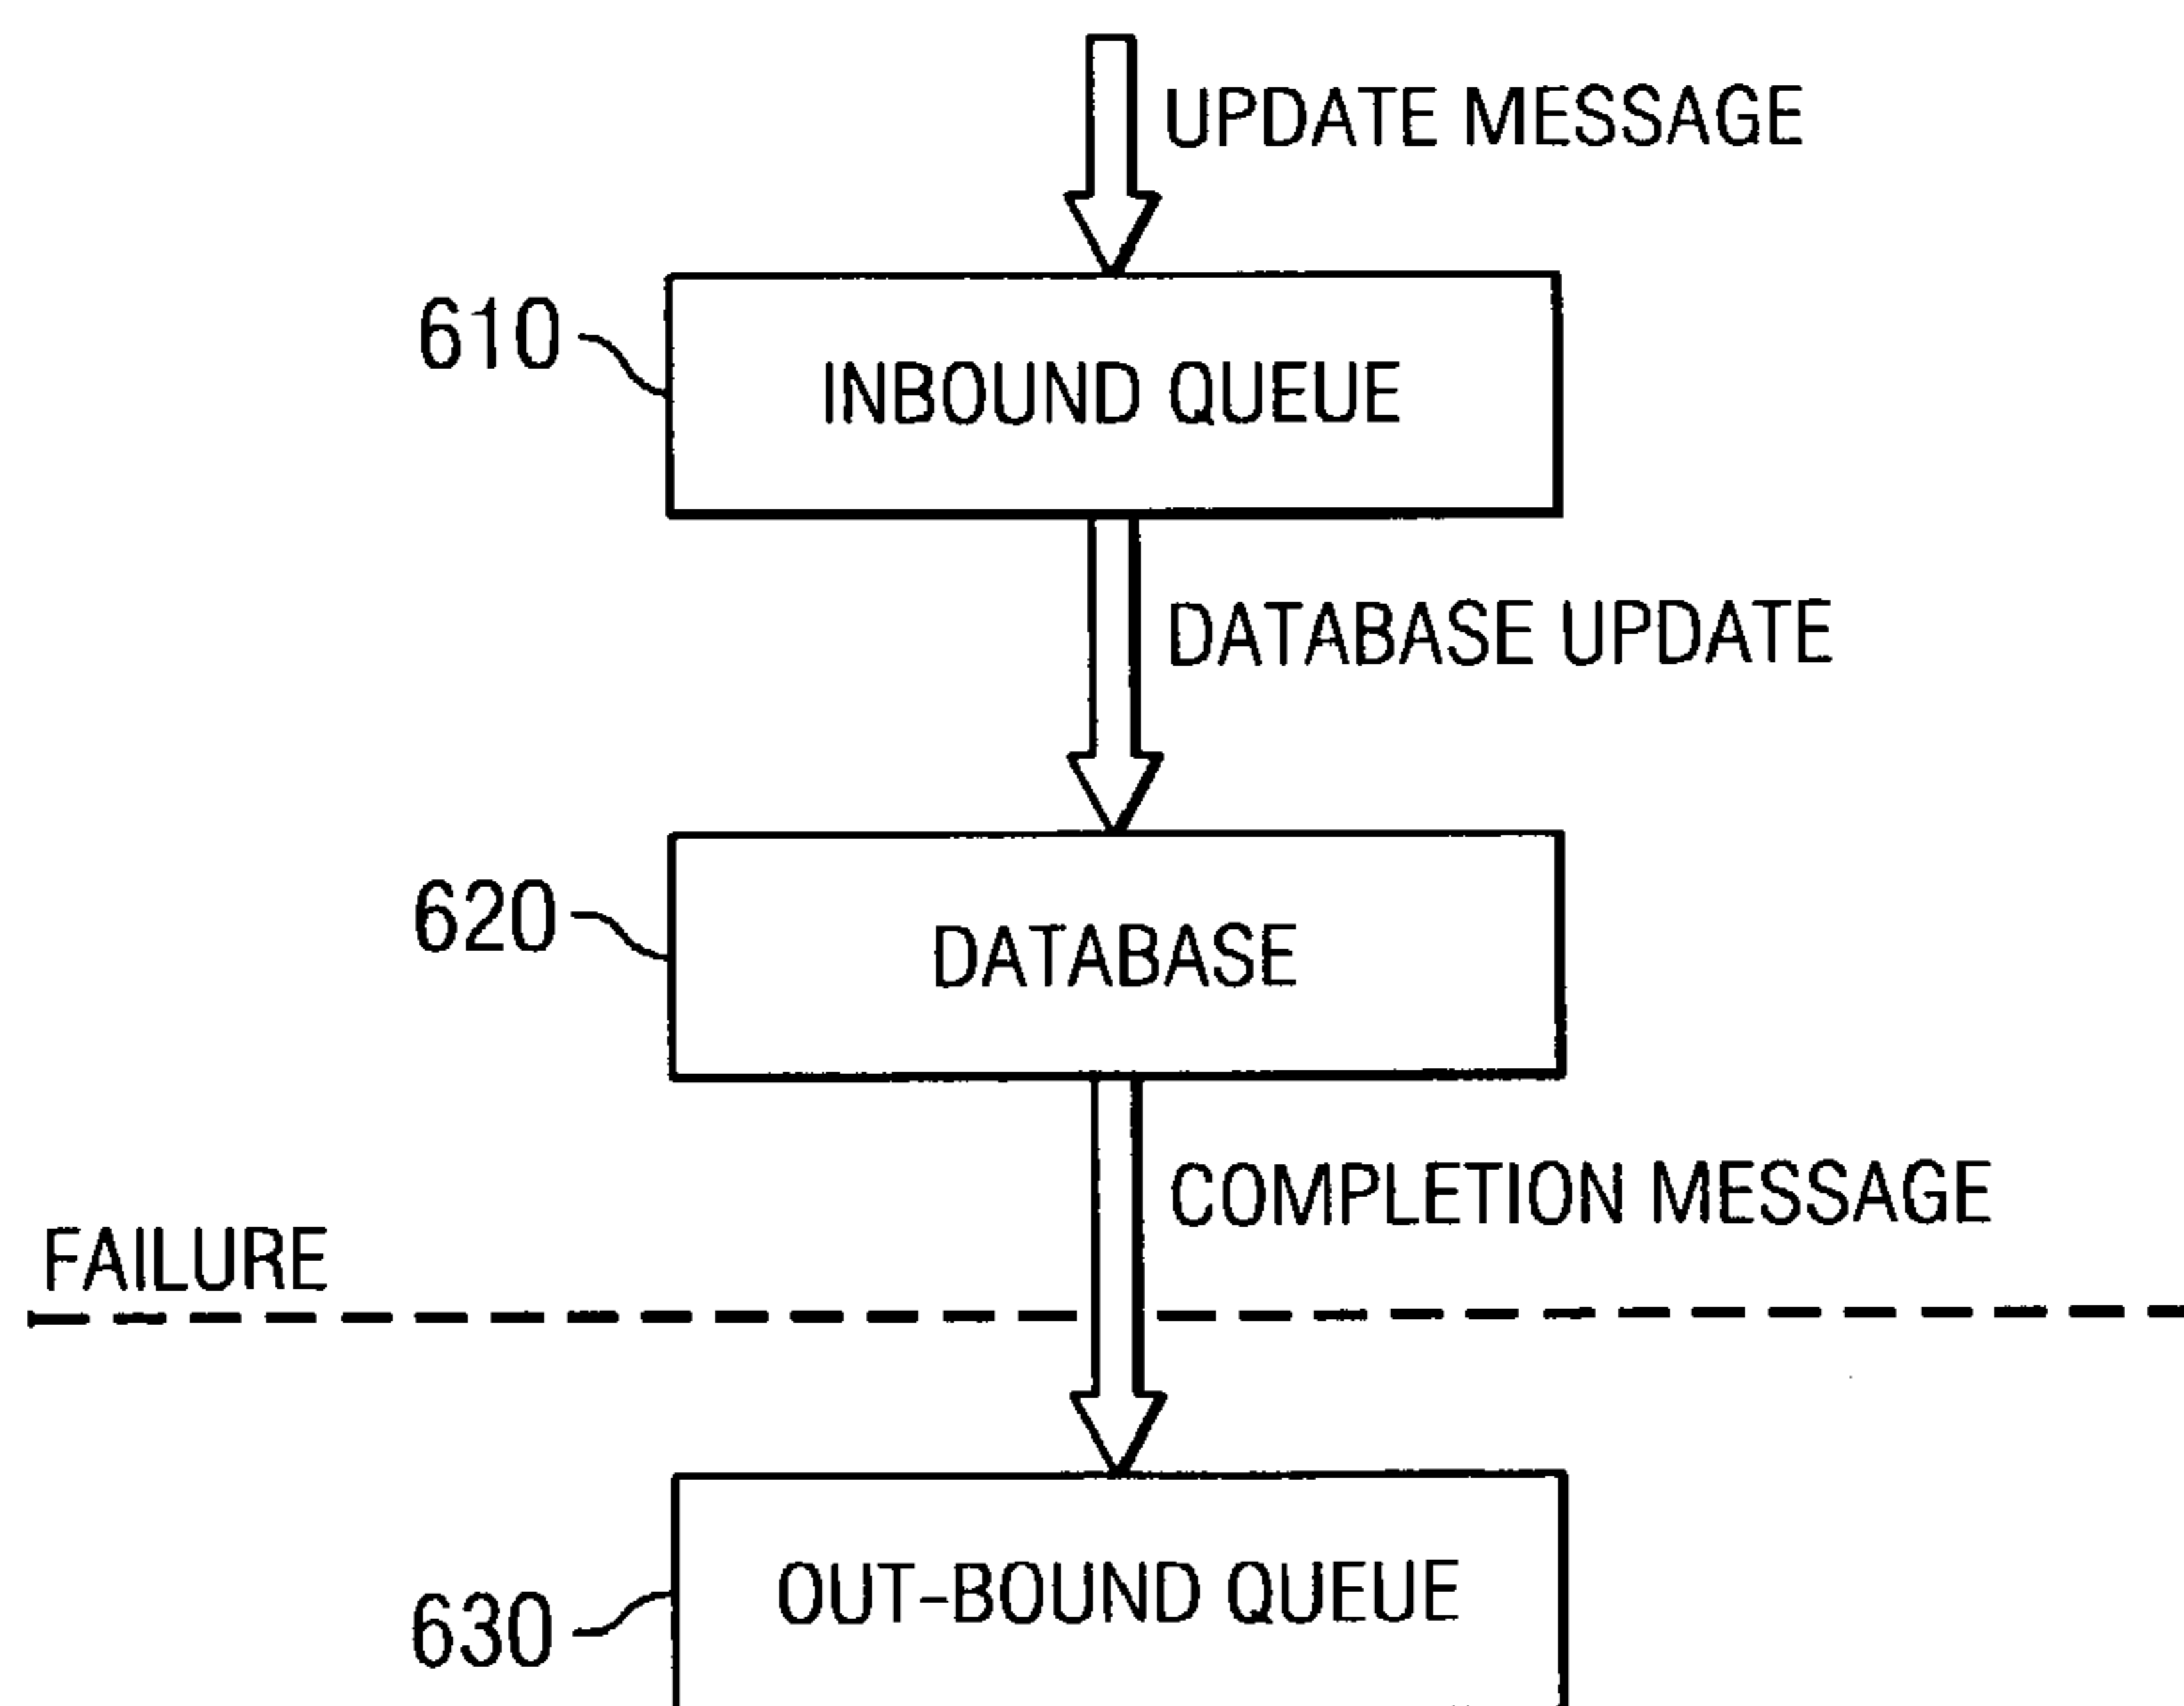 UPDATE MESSAGE
610
INBOUND QUEUE
DATABASE UPDATE
620
DATABASE
COMPLETION MESSAGE
FAILURE
OUT-BOUND QUEUE
630